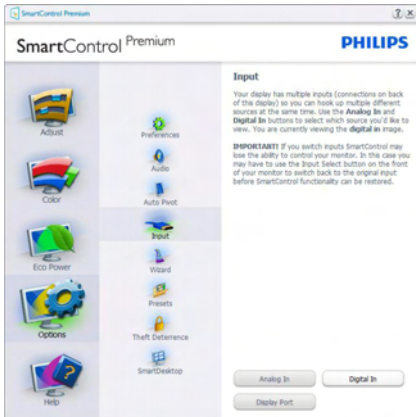 SmartControl Premium
SmartControl Premium
PHILIPS
Adjust
Color
Eco Power
Options
Help
Preferences
Audio
Auto Pivot
Input
Wizard
Presets
Theft Deterrence
SmartDesktop
Input
Your display has multiple inputs (connections on back
of this display) so you can hook up multiple different
sources at the same time. Use the Analog In and
Digital In buttons to select which source you'd like to
view. You are currently viewing the digital in image.
IMPORTANT! If you switch inputs SmartControl may
lose the ability to control your monitor. In this case you
may have to use the Input Select button on the front
of your monitor to switch back to the original input
before SmartControl functionality can be restored.
Analog In
Digital In
Display Port